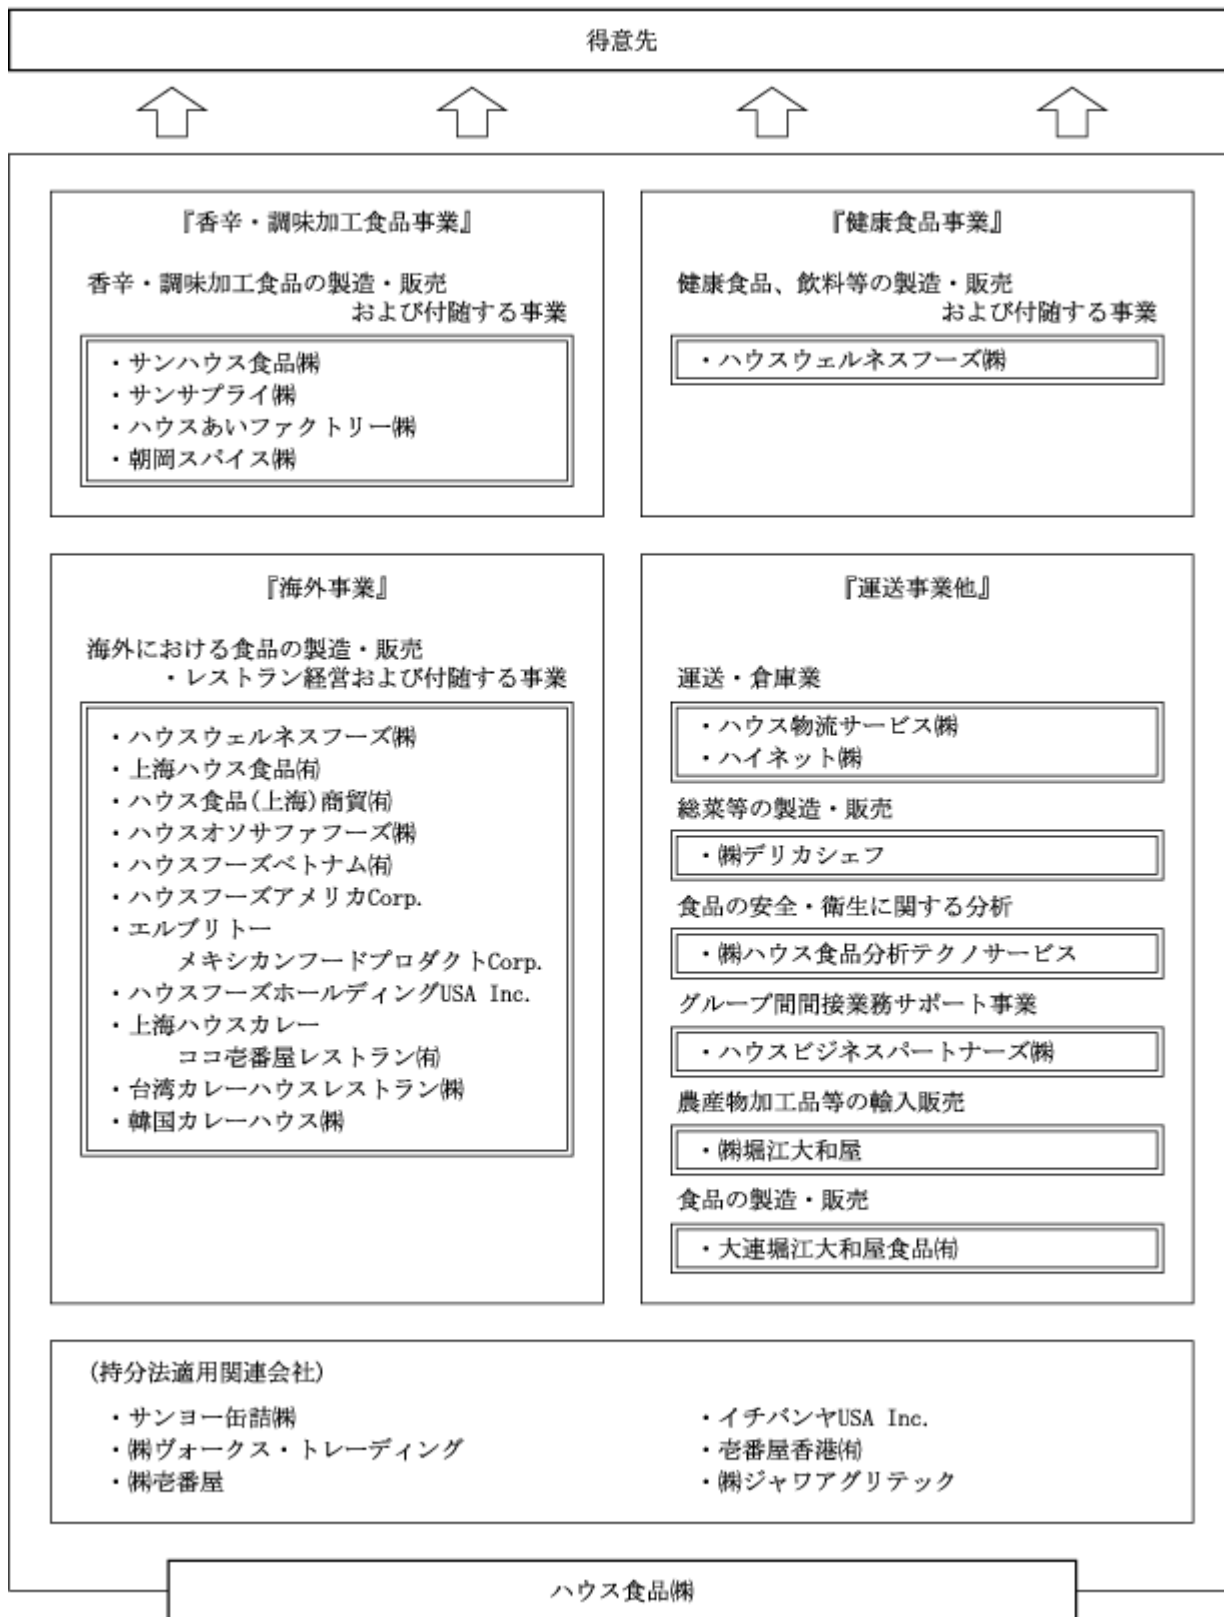 得意先
『香辛・調味加工食品事業』
香辛・調味加工食品の製造・販売
および付随する事業
・サンハウス食品㈱
・サンサプライ㈱
・ハウスあいファクトリー㈱
・朝岡スパイス㈱
『健康食品事業』
健康食品、飲料等の製造・販売
および付随する事業
・ハウスウェルネスフーズ㈱
『海外事業』
海外における食品の製造・販売
・レストラン経営および付随する事業
・ハウスウェルネスフーズ㈱
・上海ハウス食品㈲
・ハウス食品(上海)商貿㈲
・ハウスオソサファフーズ㈱
・ハウスフーズベトナム㈲
・ハウスフーズアメリカCorp.
・エルブリトー
メキシカンフードプロダクトCorp.
・ハウスフーズホールディングUSA Inc.
・上海ハウスカレー
ココ壱番屋レストラン㈲
・台湾カレーハウスレストラン㈱
・韓国カレーハウス㈱
『運送事業他』
運送・倉庫業
・ハウス物流サービス㈱
・ハイネット㈱
総菜等の製造・販売
・㈱デリカシェフ
食品の安全・衛生に関する分析
・㈱ハウス食品分析テクノサービス
グループ間間接業務サポート事業
・ハウスビジネスパートナーズ㈱
農産物加工品等の輸入販売
・㈱堀江大和屋
食品の製造・販売
・大連堀江大和屋食品㈲
(持分法適用関連会社)
・サンヨー缶詰㈱
・㈱ヴォークス・トレーディング
・㈱壱番屋
・イチバンヤUSA Inc.
・壱番屋香港㈲
・㈱ジャワアグリテック
ハウス食品㈱